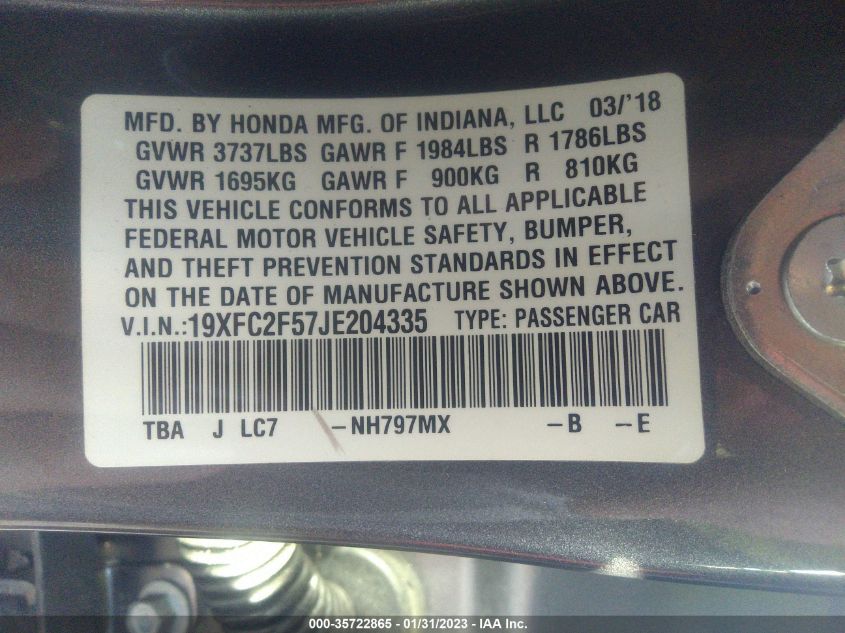 MFD. BY HONDA MFG. OF INDIANA, LLC 03/'18
GVWR 3737LBS GAWR F 1984LBS R 1786LBS
GVWR 1695KG GAWR F 900KG R 810KG
THIS VEHICLE CONFORMS TO ALL APPLICABLE
FEDERAL MOTOR VEHICLE SAFETY, BUMPER,
AND THEFT PREVENTION STANDARDS IN EFFECT
ON THE DATE OF MANUFACTURE SHOWN ABOVE.
V.I.N.:19XFC2F57JE204335 TYPE: PASSENGER CAR
TBA J LC7 –NH797MX –B –E
000-35722865 - 01/31/2023 - IAA Inc.